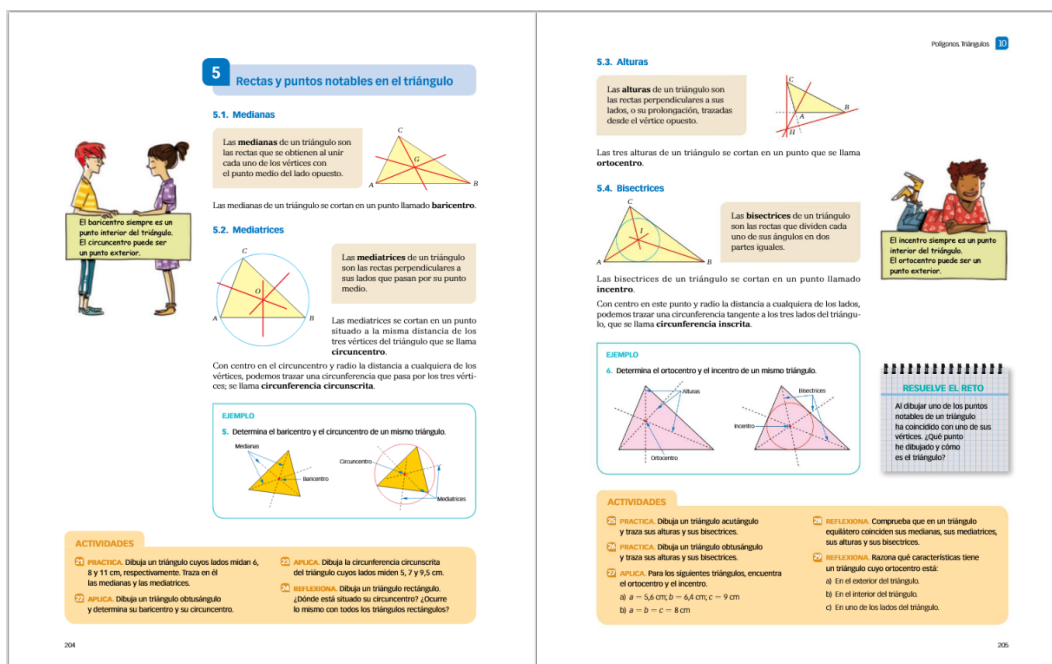 5
Rectas y puntos notables en el triángulo
5.1. Medianas
Las medianas de un triángulo son
las rectas que se obtienen al unir
cada uno de los vértices con
el punto medio del lado opuesto.
C
G
A
B
Las medianas de un triángulo se cortan en un punto llamado baricentro.
El baricentro siempre es un
punto interior del triángulo.
El circuncentro puede ser
un punto exterior.
5.2. Mediatrices
C
O
A
B
Las mediatrices de un triángulo
son las rectas perpendiculares a
sus lados que pasan por su punto
medio.
Las mediatrices se cortan en un punto
situado a la misma distancia de los
tres vértices del triángulo que se llama
circuncentro.
Con centro en el circuncentro y radio la distancia a cualquiera de los
vértices, podemos trazar una circunferencia que pasa por los tres vérti-
ces; se llama circunferencia circunscrita.
EJEMPLO
5. Determina el baricentro y el circuncentro de un mismo triángulo.
Medianas
Baricentro
Circuncentro
Mediatrices
ACTIVIDADES
21 PRACTICA. Dibuja un triángulo cuyos lados midan 6,
8 y 11 cm, respectivamente. Traza en él
las medianas y las mediatrices.
22 APLICA. Dibuja un triángulo obtusángulo
y determina su baricentro y su circuncentro.
23 APLICA. Dibuja la circunferencia circunscrita
del triángulo cuyos lados miden 5, 7 y 9,5 cm.
24 REFLEXIONA. Dibuja un triángulo rectángulo.
¿Dónde está situado su circuncentro? ¿Ocurre
lo mismo con todos los triángulos rectángulos?
204
Polígonos. Triángulos 10
5.3. Alturas
Las alturas de un triángulo son
las rectas perpendiculares a sus
lados, o su prolongación, trazadas
desde el vértice opuesto.
C
B
A
H
Las tres alturas de un triángulo se cortan en un punto que se llama
ortocentro.
5.4. Bisectrices
C
I
A
B
Las bisectrices de un triángulo
son las rectas que dividen cada
uno de sus ángulos en dos
partes iguales.
El incentro siempre es un punto
interior del triángulo.
El ortocentro puede ser un
punto exterior.
Las bisectrices de un triángulo se cortan en un punto llamado
incentro.
Con centro en este punto y radio la distancia a cualquiera de los lados,
podemos trazar una circunferencia tangente a los tres lados del triángu-
lo, que se llama circunferencia inscrita.
EJEMPLO
6. Determina el ortocentro y el incentro de un mismo triángulo.
Alturas
Ortocentro
Bisectrices
Incentro
RESUELVE EL RETO
Al dibujar uno de los puntos
notables de un triángulo
ha coincidido con uno de sus
vértices. ¿Qué punto
he dibujado y cómo
es el triángulo?
ACTIVIDADES
25 PRACTICA. Dibuja un triángulo acutángulo
y traza sus alturas y sus bisectrices.
26 PRACTICA. Dibuja un triángulo obtusángulo
y traza sus alturas y sus bisectrices.
27 APLICA. Para los siguientes triángulos, encuentra
el ortocentro y el incentro.
a) a = 5,6 cm; b = 6,4 cm; c = 9 cm
b) a = b = c = 8 cm
28 REFLEXIONA. Comprueba que en un triángulo
equilátero coinciden sus medianas, sus mediatrices,
sus alturas y sus bisectrices.
29 REFLEXIONA. Razona qué características tiene
un triángulo cuyo ortocentro está:
a) En el exterior del triángulo.
b) En el interior del triángulo.
c) En uno de los lados del triángulo.
205